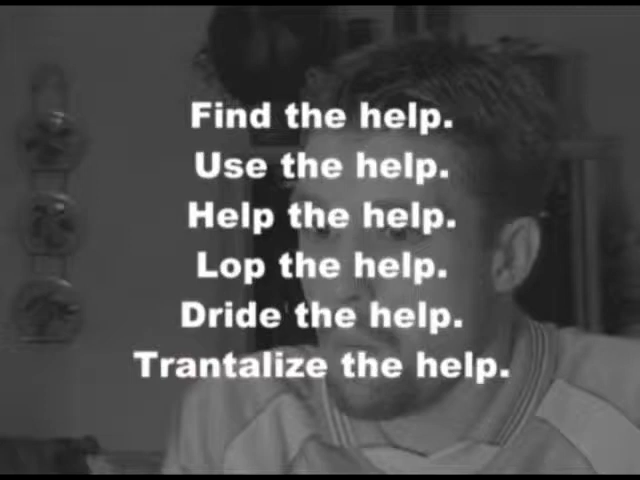 Find the help.
Use the help.
Help the help.
Lop the help.
Dride the help.
Trantalize the help.